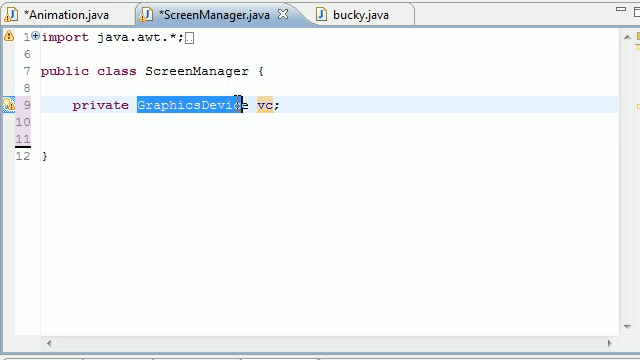 *Animation.java *ScreenManager.java bucky.java
1 import java.awt.*;
6
7 public class ScreenManager {
8
9 private GraphicsDevice vc;
10
11
12 }